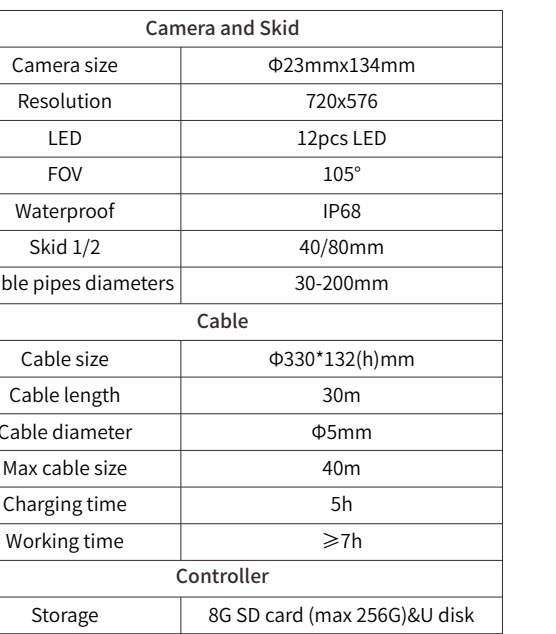 Camera and Skid
Camera size Φ23mmx134mm
Resolution 720x576
LED 12pcs LED
FOV 105°
Waterproof IP68
Skid 1/2 40/80mm
pipes diameters 30-200mm
Cable
Cable size Φ330*132(h)mm
Cable length 30m
Cable diameter Φ5mm
Max cable size 40m
Charging time 5h
Working time ⩾7h
Controller
Storage 8G SD card (max 256G)&U disk